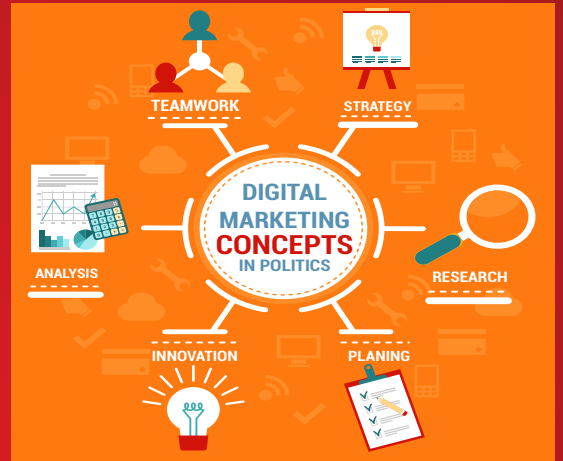 TEAMWORK
STRATEGY
DIGITAL
MARKETING
CONCEPTS
IN POLITICS
ANALYSIS
RESEARCH
INNOVATION
PLANING